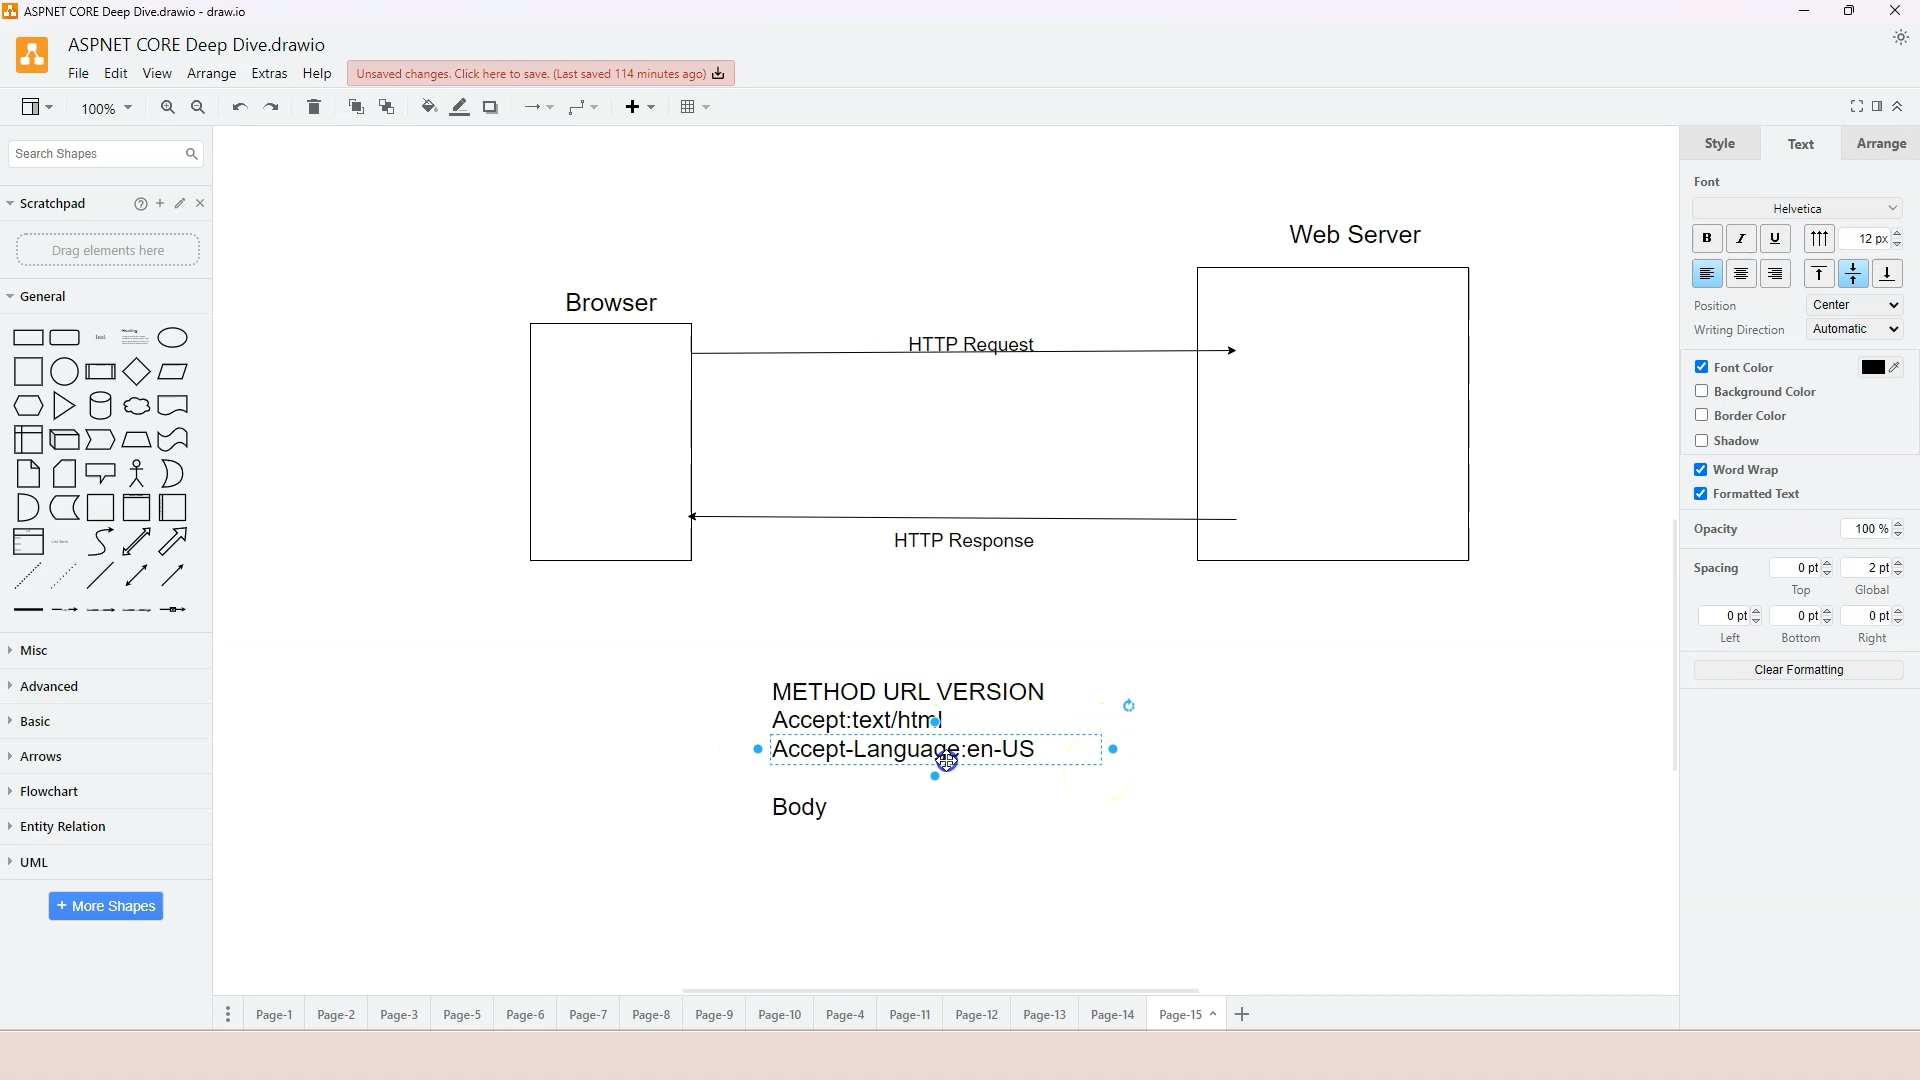 ASPNET CORE Deep Dive.drawio - draw.io
ASPNET CORE Deep Dive.drawio
File Edit View Arrange Extras Help
Unsaved changes. Click here to save. (Last saved 114 minutes ago)
100%
Search Shapes
Scratchpad
Drag elements here
General
Text
Heading
List Item
Misc
Advanced
Basic
Arrows
Flowchart
Entity Relation
UML
+ More Shapes
Browser
Web Server
HTTP Request
HTTP Response
METHOD URL VERSION
Accept:text/html
Accept-Language:en-US
Body
Page-1 Page-2 Page-3 Page-5 Page-6 Page-7 Page-8 Page-9 Page-10 Page-4 Page-11 Page-12 Page-13 Page-14 Page-15
Style Text Arrange
Font
Helvetica
B I U 12 px
Position Center
Writing Direction Automatic
Font Color
Background Color
Border Color
Shadow
Word Wrap
Formatted Text
Opacity 100 %
Spacing 0 pt 2 pt
Top Global
0 pt 0 pt 0 pt
Left Bottom Right
Clear Formatting